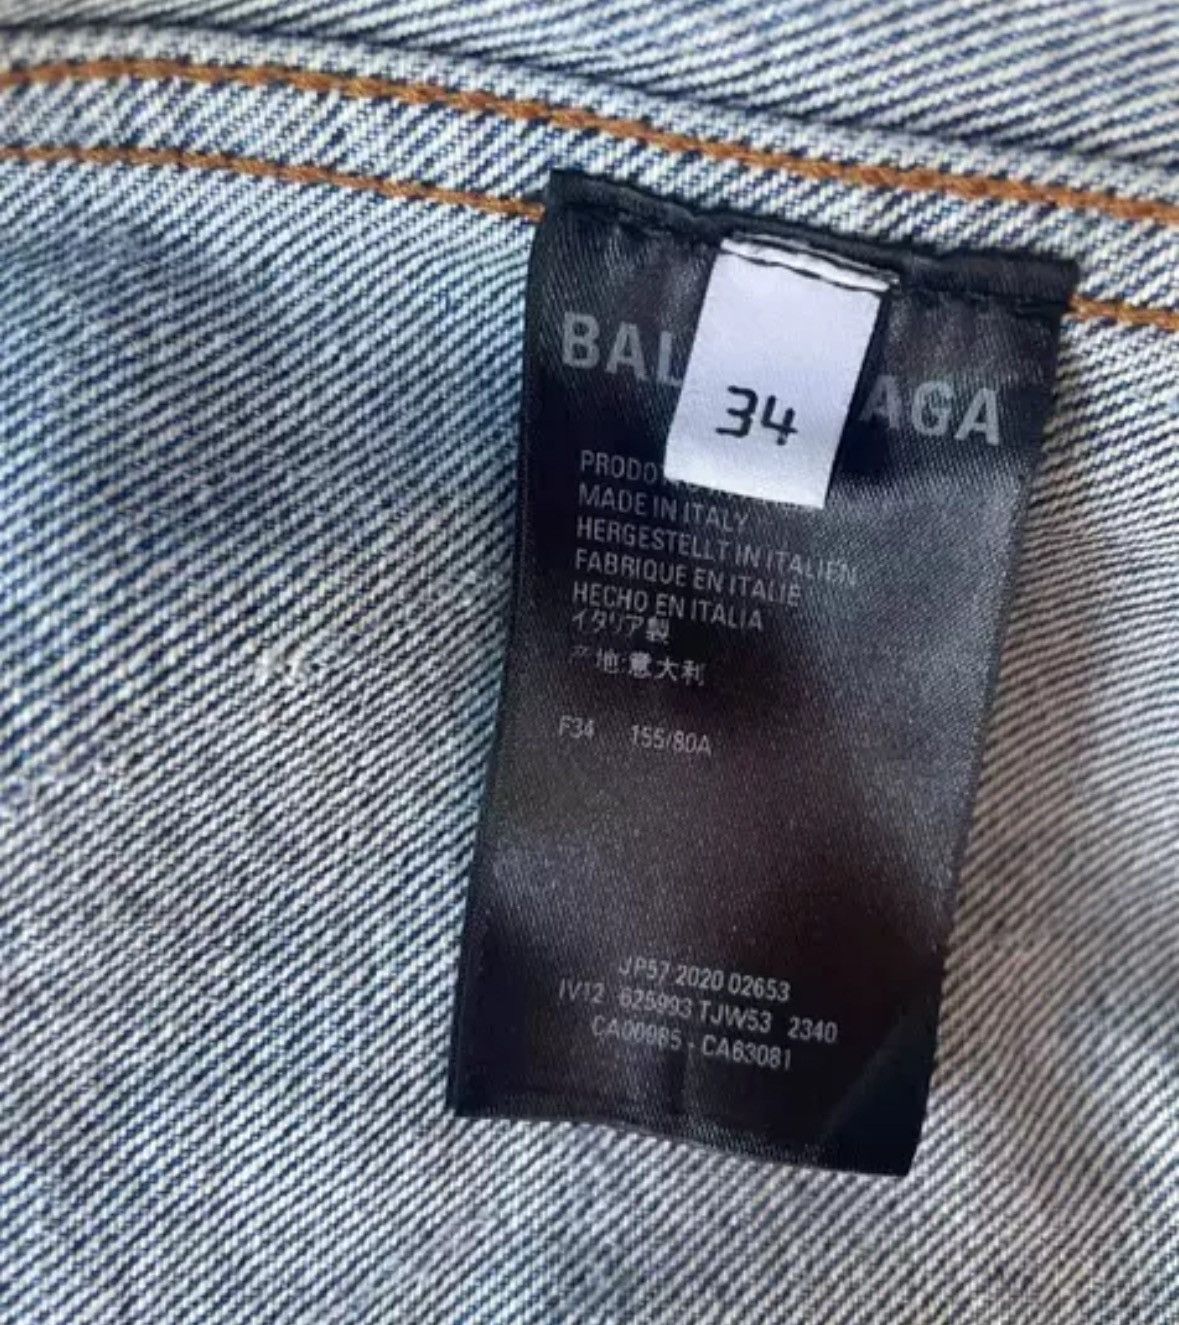 BAL AGA
34
PRODO
MADE IN ITALY
HERGESTELLT IN ITALIEN
FABRIQUE EN ITALIE
HECHO EN ITALIA
イタリア製
地:意大利
F34 155/80A
JP57 2020 02653
IV12 625993 TJW53 2340
CA00985 - CA63081